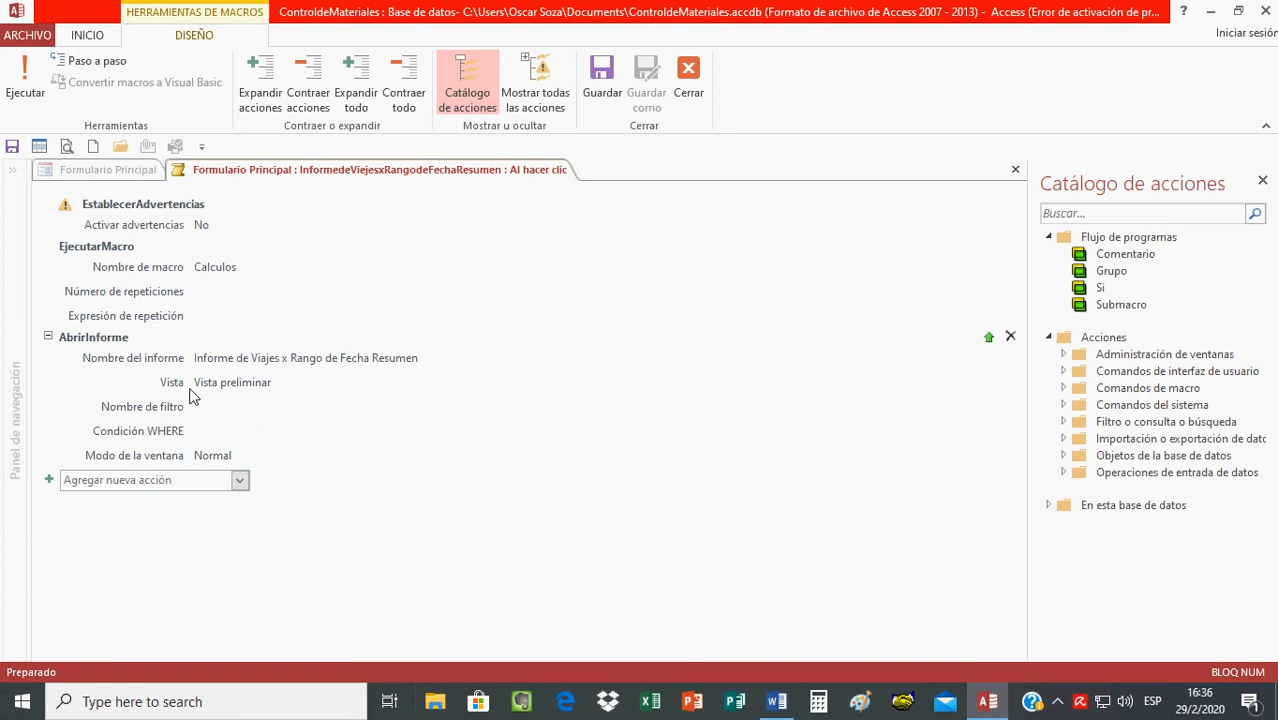 HERRAMIENTAS DE MACROS
ControldeMateriales : Base de datos- C:\Users\Oscar Soza\Documents\ControldeMateriales.accdb (Formato de archivo de Access 2007 - 2013) - Access (Error de activación de pr...
ARCHIVO INICIO DISEÑO Iniciar sesión
Ejecutar
Paso a paso
Convertir macros a Visual Basic
Herramientas
Expandir acciones
Contraer acciones
Expandir todo
Contraer todo
Contraer o expandir
Catálogo de acciones
Mostrar todas las acciones
Mostrar u ocultar
Guardar
Guardar como
Cerrar
Cerrar
Formulario Principal
Formulario Principal : InformedeViejesxRangodeFechaResumen : Al hacer clic
Panel de navegación
EstablecerAdvertencias
Activar advertencias No
EjecutarMacro
Nombre de macro Calculos
Número de repeticiones
Expresión de repetición
AbrirInforme
Nombre del informe Informe de Viajes x Rango de Fecha Resumen
Vista Vista preliminar
Nombre de filtro
Condición WHERE
Modo de la ventana Normal
Agregar nueva acción
Catálogo de acciones
Buscar...
Flujo de programas
Comentario
Grupo
Si
Submacro
Acciones
Administración de ventanas
Comandos de interfaz de usuario
Comandos de macro
Comandos del sistema
Filtro o consulta o búsqueda
Importación o exportación de datc
Objetos de la base de datos
Operaciones de entrada de datos
En esta base de datos
Preparado BLOQ NUM
Type here to search
ESP
16:36
29/2/2020
1